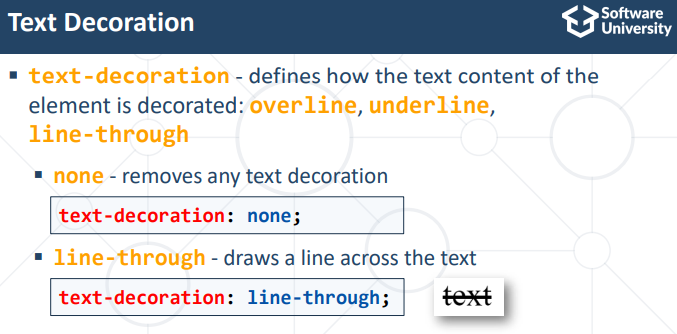 Text Decoration
Software
University
▪ text-decoration - defines how the text content of the
element is decorated: overline, underline,
line-through
▪ none - removes any text decoration
text-decoration: none;
▪ line-through - draws a line across the text
text-decoration: line-through;
text